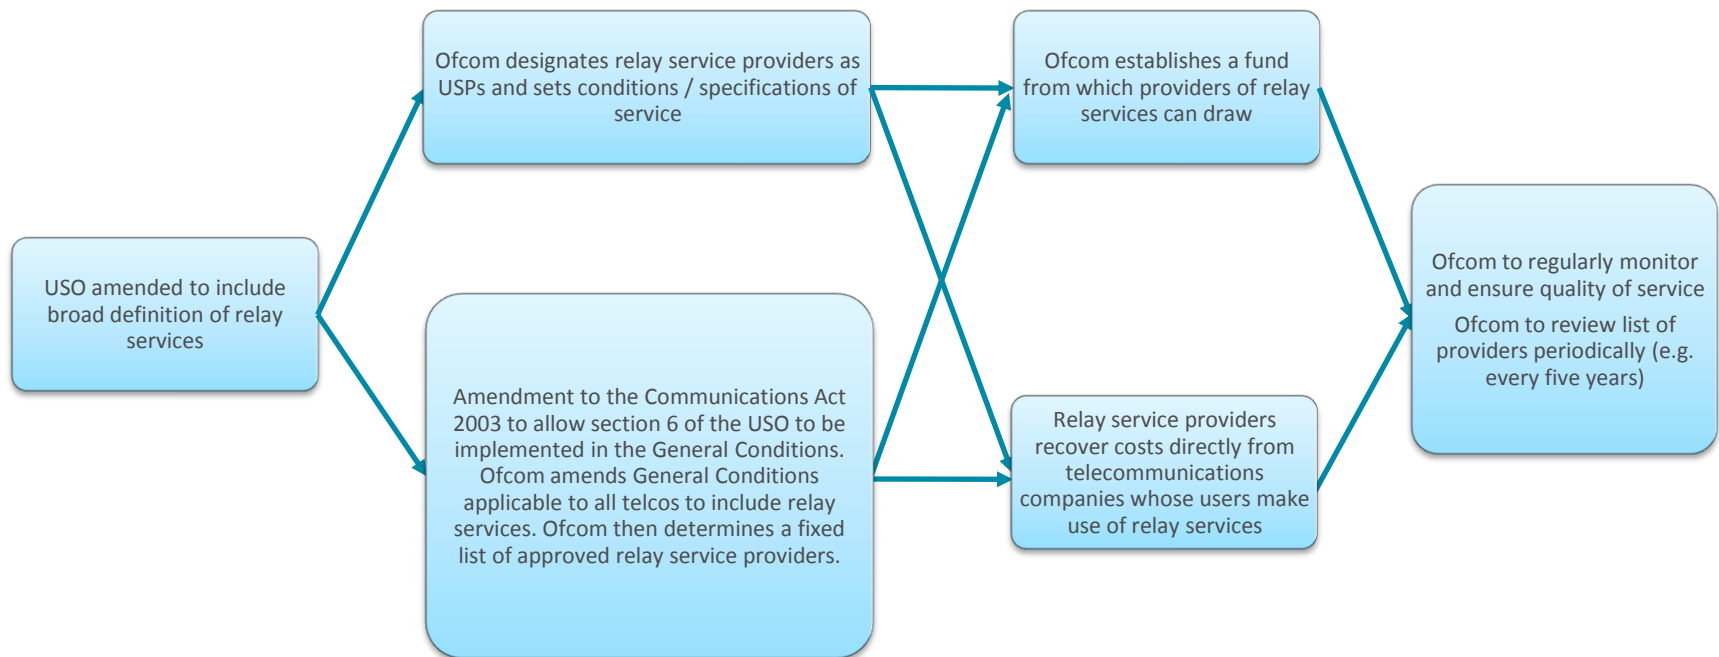 USO amended to include
broad definition of relay
services
Ofcom designates relay service providers as
USPs and sets conditions / specifications of
service
Amendment to the Communications Act
2003 to allow section 6 of the USO to be
implemented in the General Conditions.
Ofcom amends General Conditions
applicable to all telcos to include relay
services. Ofcom then determines a fixed
list of approved relay service providers.
Ofcom establishes a fund
from which providers of relay
services can draw
Relay service providers
recover costs directly from
telecommunications
companies whose users make
use of relay services
Ofcom to regularly monitor
and ensure quality of service
Ofcom to review list of
providers periodically (e.g.
every five years)